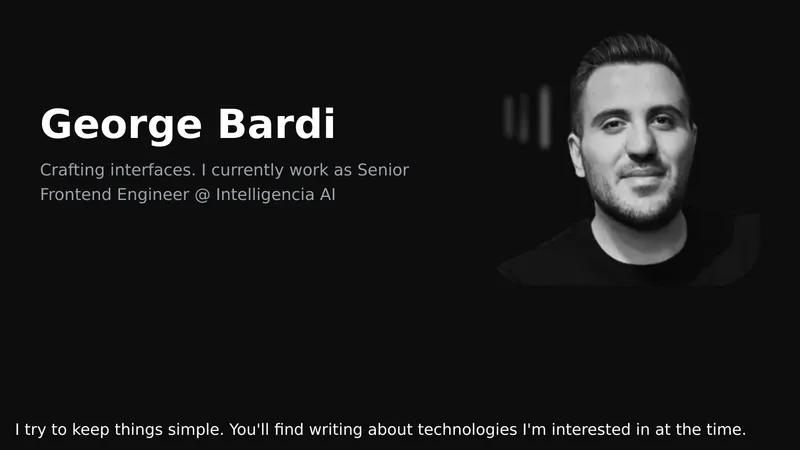 George Bardi
Crafting interfaces. I currently work as Senior
Frontend Engineer @ Intelligencia AI
I try to keep things simple. You'll find writing about technologies I'm interested in at the time.